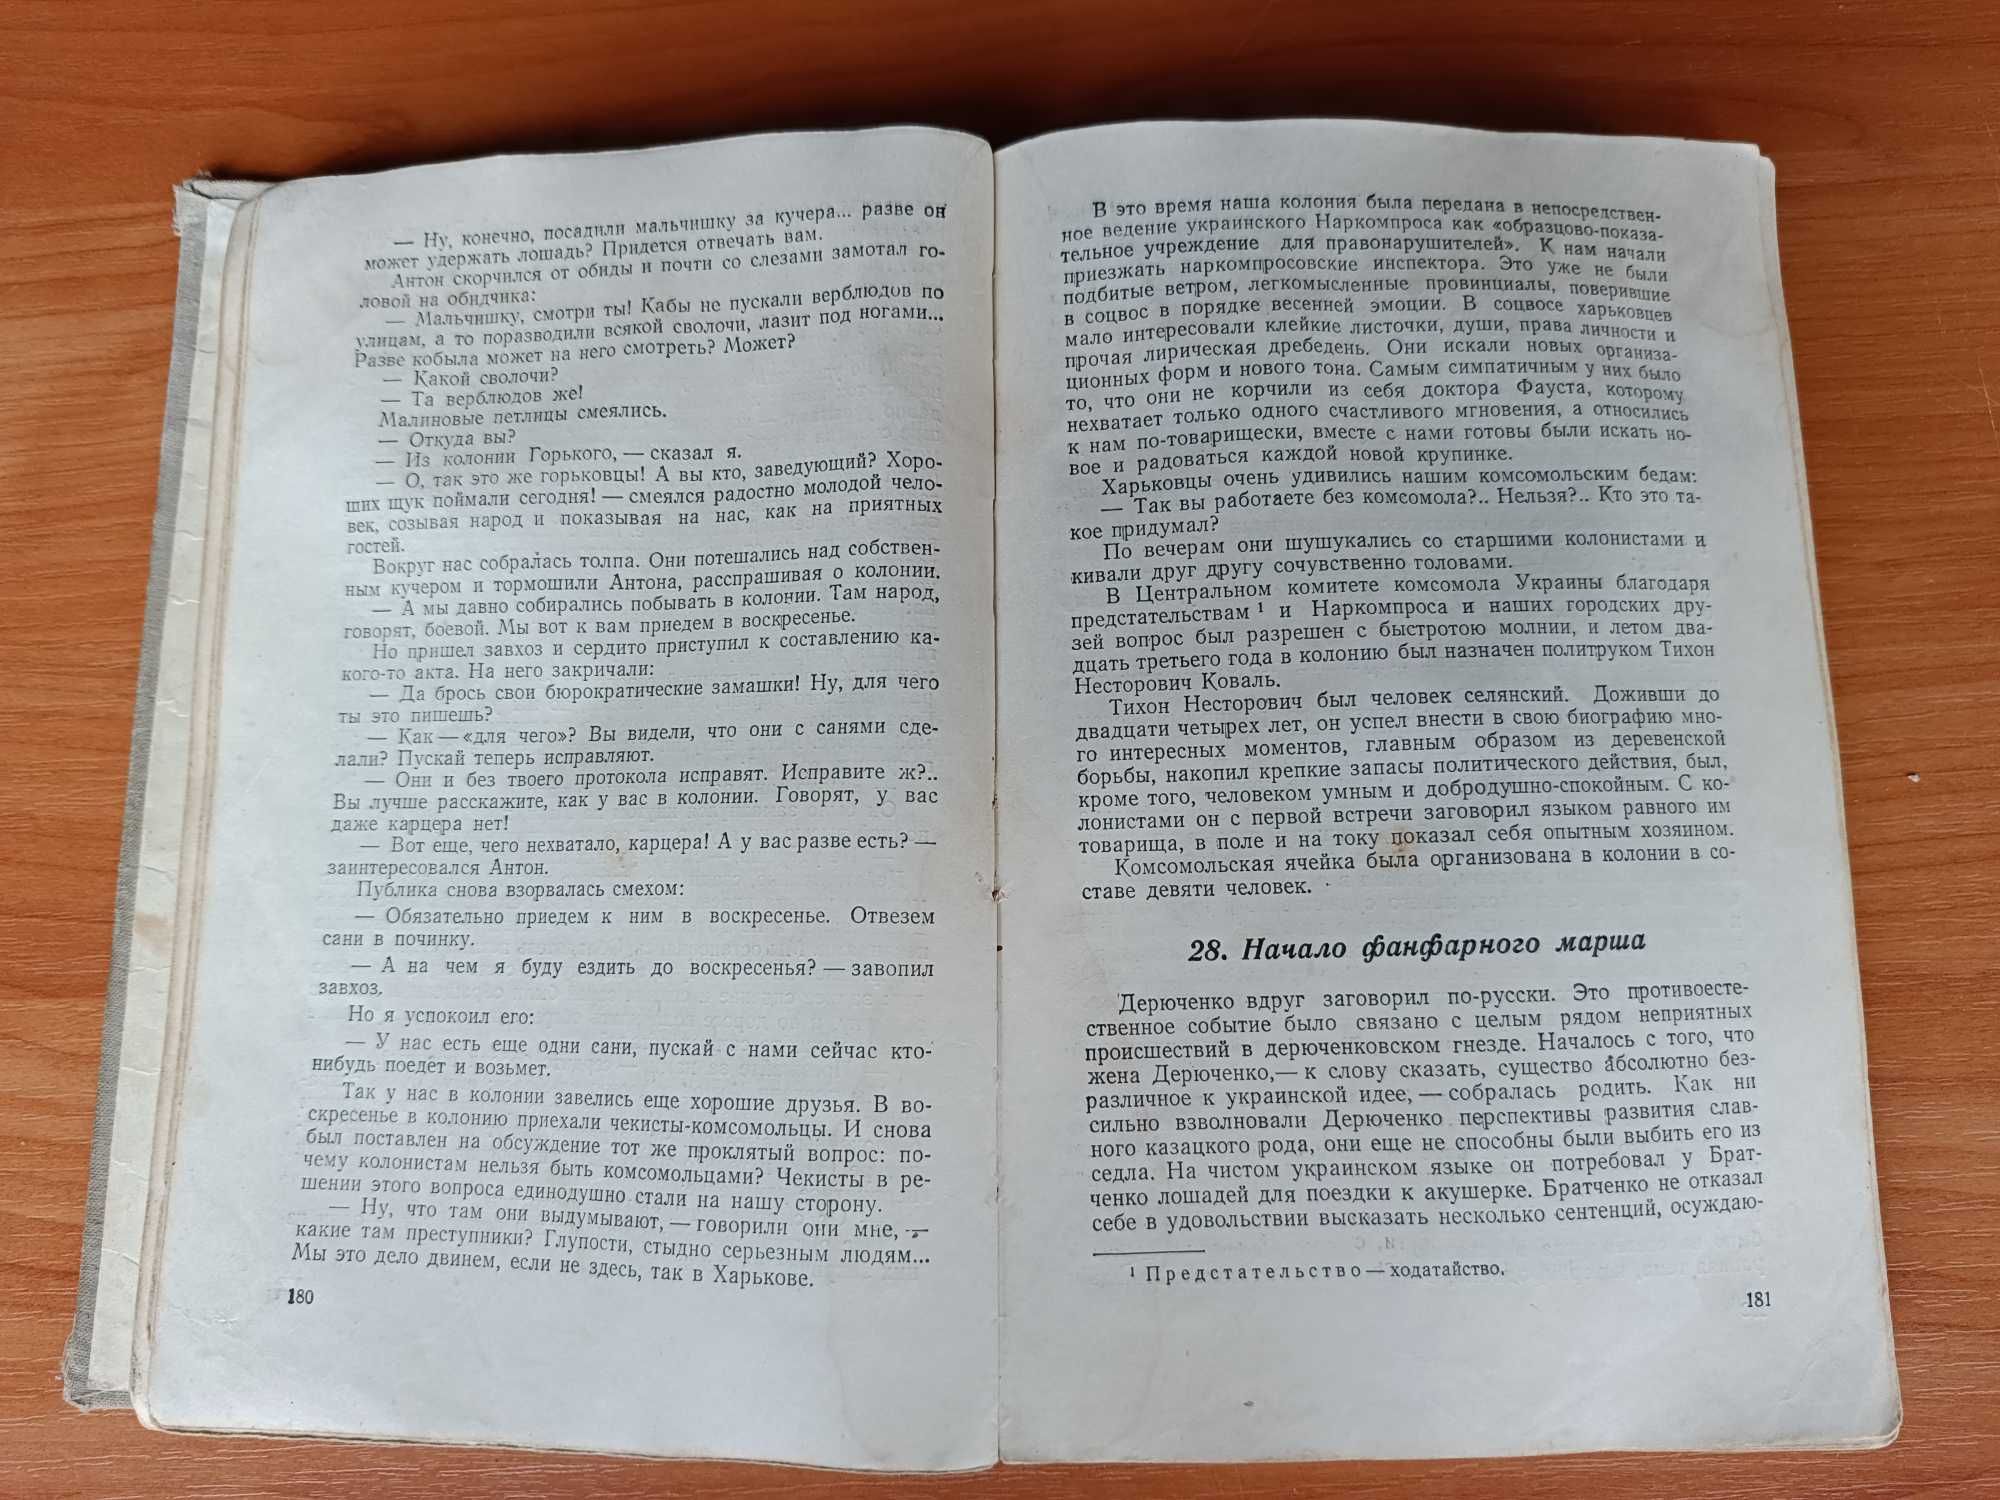 — Ну, конечно, посадили мальчишку за кучера... разве он
может удержать лошадь? Придется отвечать вам.
Антон скорчился от обиды и почти со слезами замотал го-
ловой на обидчика:
— Мальчишку, смотри ты! Кабы не пускали верблюдов по
улицам, а то поразводили всякой сволочи, лазит под ногами...
Разве кобыла может на него смотреть? Может?
— Какой сволочи?
— Та верблюдов же!
Малиновые петлицы смеялись.
— Откуда вы?
— Из колонии Горького, — сказал я.
— О, так это же горьковцы! А вы кто, заведующий? Хоро-
ших щук поймали сегодня! — смеялся радостно молодой чело-
век, созывая народ и показывая на нас, как на приятных
гостей.
Вокруг нас собралась толпа. Они потешались над собствен-
ным кучером и тормошили Антона, расспрашивая о колонии.
— А мы давно собирались побывать в колонии. Там народ,
говорят, боевой. Мы вот к вам приедем в воскресенье.
Но пришел завхоз и сердито приступил к составлению ка-
кого-то акта. На него закричали:
— Да брось свои бюрократические замашки! Ну, для чего
ты это пишешь?
— Как — «для чего»? Вы видели, что они с санями сде-
лали? Пускай теперь исправляют.
— Они и без твоего протокола исправят. Исправите ж?..
Вы лучше расскажите, как у вас в колонии. Говорят, у вас
даже карцера нет!
— Вот еще, чего нехватало, карцера! А у вас разве есть? —
заинтересовался Антон.
Публика снова взорвалась смехом:
— Обязательно приедем к ним в воскресенье. Отвезем
сани в починку.
— А на чем я буду ездить до воскресенья? — завопил
завхоз.
Но я успокоил его:
— У нас есть еще одни сани, пускай с нами сейчас кто-
нибудь поедет и возьмет.
Так у нас в колонии завелись еще хорошие друзья. В во-
скресенье в колонию приехали чекисты-комсомольцы. И снова
был поставлен на обсуждение тот же проклятый вопрос: по-
чему колонистам нельзя быть комсомольцами? Чекисты в ре-
шении этого вопроса единодушно стали на нашу сторону.
— Ну, что там они выдумывают, — говорили они мне, —
какие там преступники? Глупости, стыдно серьезным людям...
Мы это дело двинем, если не здесь, так в Харькове.
180
В это время наша колония была передана в непосредствен-
ное ведение украинского Наркомпроса как «образцово-показа-
тельное учреждение для правонарушителей». К нам начали
приезжать наркомпросовские инспектора. Это уже не были
подбитые ветром, легкомысленные провинциалы, поверившие
в соцвос в порядке весенней эмоции. В соцвосе харьковцев
мало интересовали клейкие листочки, души, права личности и
прочая лирическая дребедень. Они искали новых организа-
ционных форм и нового тона. Самым симпатичным у них было
то, что они не корчили из себя доктора Фауста, которому
нехватает только одного счастливого мгновения, а относились
к нам по-товарищески, вместе с нами готовы были искать но-
вое и радоваться каждой новой крупинке.
Харьковцы очень удивились нашим комсомольским бедам:
— Так вы работаете без комсомола?.. Нельзя?.. Кто это та-
кое придумал?
По вечерам они шушукались со старшими колонистами и
кивали друг другу сочувственно головами.
В Центральном комитете комсомола Украины благодаря
предстательствам ¹ и Наркомпроса и наших городских дру-
зей вопрос был разрешен с быстротою молнии, и летом два-
дцать третьего года в колонию был назначен политруком Тихон
Несторович Коваль.
Тихон Несторович был человек селянский. Доживши до
двадцати четырех лет, он успел внести в свою биографию мно-
го интересных моментов, главным образом из деревенской
борьбы, накопил крепкие запасы политического действия, был,
кроме того, человеком умным и добродушно-спокойным. С ко-
лонистами он с первой встречи заговорил языком равного им
товарища, в поле и на току показал себя опытным хозяином.
Комсомольская ячейка была организована в колонии в со-
ставе девяти человек.
28. Начало фанфарного марша
Дерюченко вдруг заговорил по-русски. Это противоесте-
ственное событие было связано с целым рядом неприятных
происшествий в дерюченковском гнезде. Началось с того, что
жена Дерюченко,— к слову сказать, существо абсолютно без-
различное к украинской идее, — собралась родить. Как ни
сильно взволновали Дерюченко перспективы развития слав-
ного казацкого рода, они еще не способны были выбить его из
седла. На чистом украинском языке он потребовал у Брат-
ченко лошадей для поездки к акушерке. Братченко не отказал
себе в удовольствии высказать несколько сентенций, осуждаю-
¹ Предстательство — ходатайство.
181